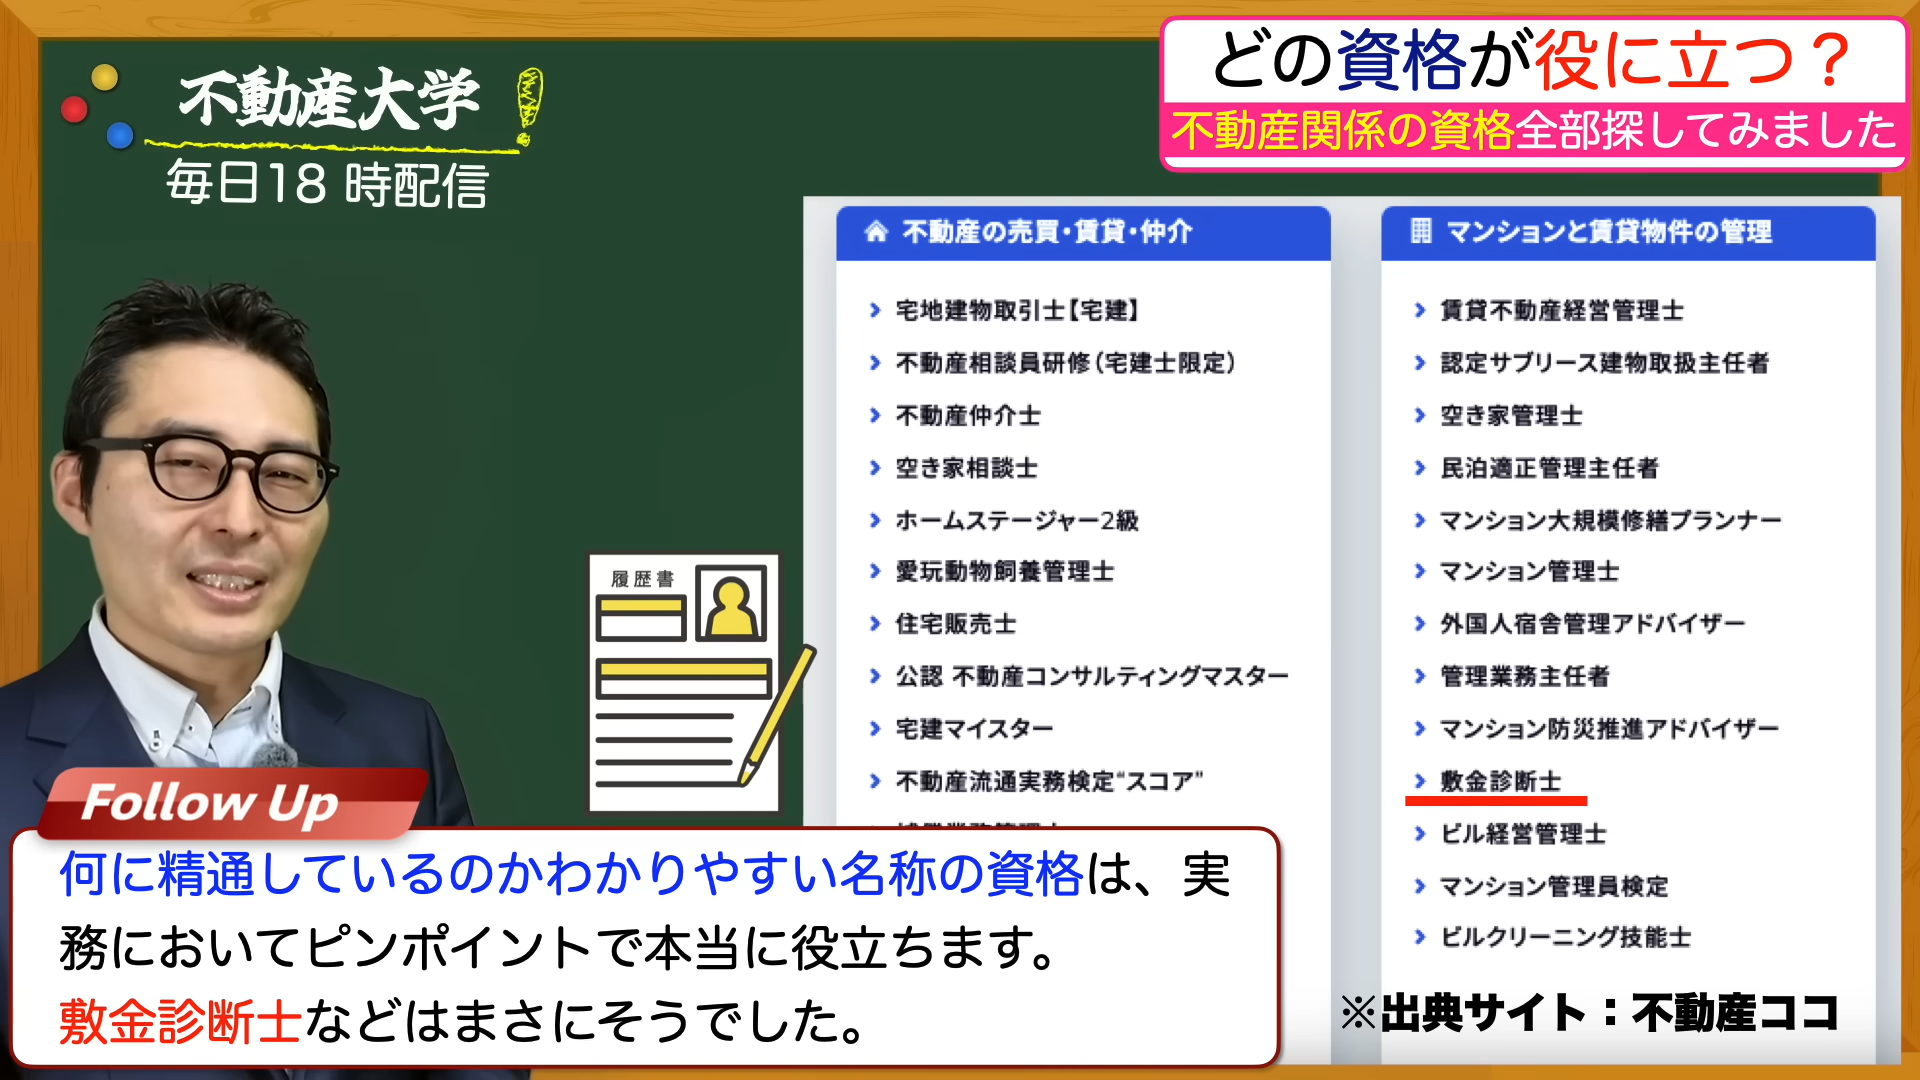 どの資格が役に立つ？
不動産関係の資格全部探してみました
不動産大学！
毎日18時配信
不動産の売買・賃貸・仲介
宅地建物取引士【宅建】
不動産相談員研修（宅建士限定）
不動産仲介士
空き家相談士
ホームステージャー2級
愛玩動物飼養管理士
住宅販売士
公認 不動産コンサルティングマスター
宅建マイスター
不動産流通実務検定“スコア”
マンションと賃貸物件の管理
賃貸不動産経営管理士
認定サブリース建物取扱主任者
空き家管理士
民泊適正管理主任者
マンション大規模修繕プランナー
マンション管理士
外国人宿舎管理アドバイザー
管理業務主任者
マンション防災推進アドバイザー
敷金診断士
ビル経営管理士
マンション管理員検定
ビルクリーニング技能士
※出典サイト：不動産ココ
履歴書
Follow Up
何に精通しているのかわかりやすい名称の資格は、実
務においてピンポイントで本当に役立ちます。
敷金診断士などはまさにそうでした。